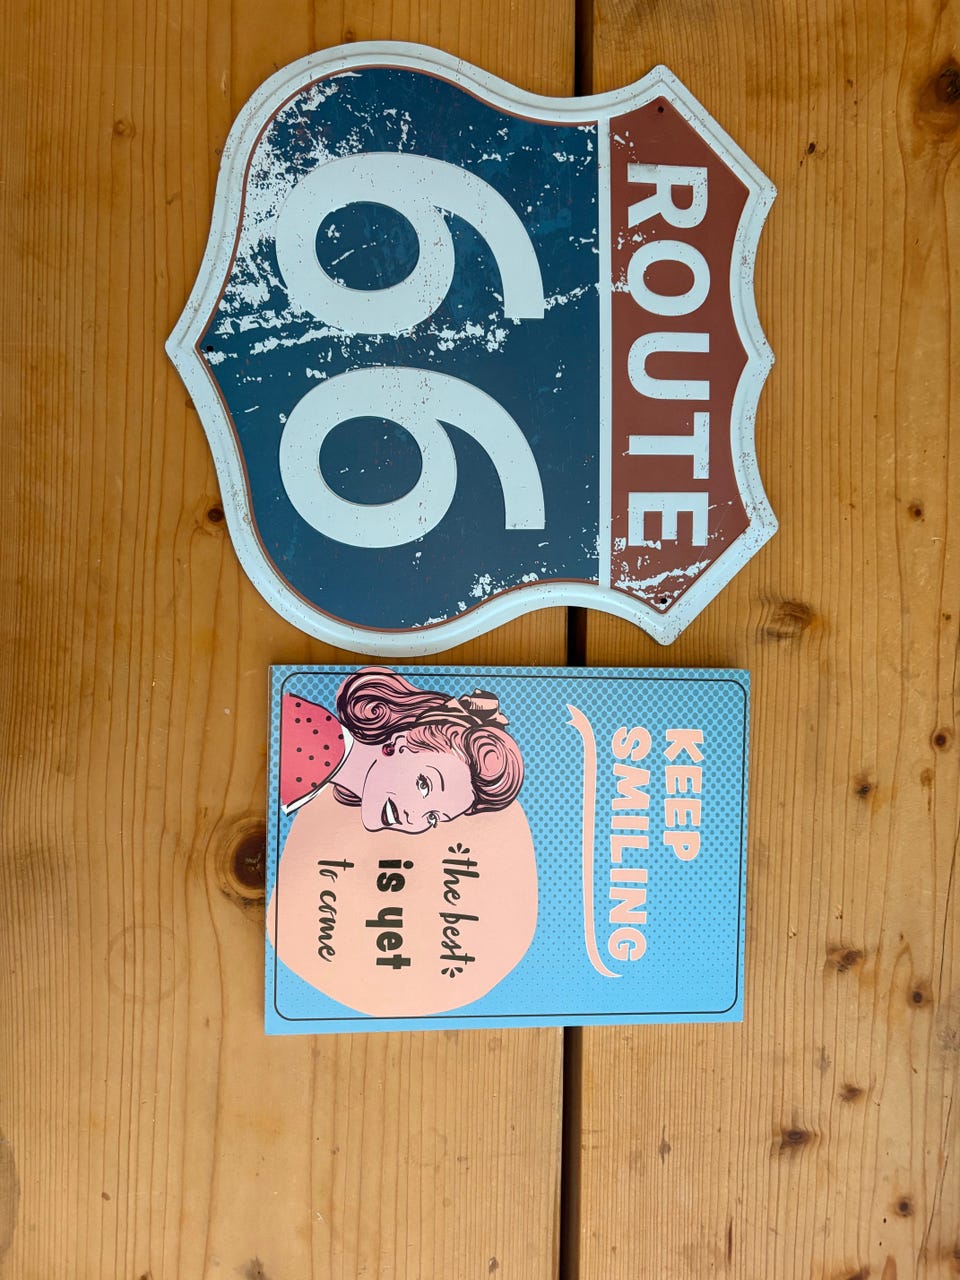 ROUTE
66
KEEP
SMILING
the best
is yet
to come